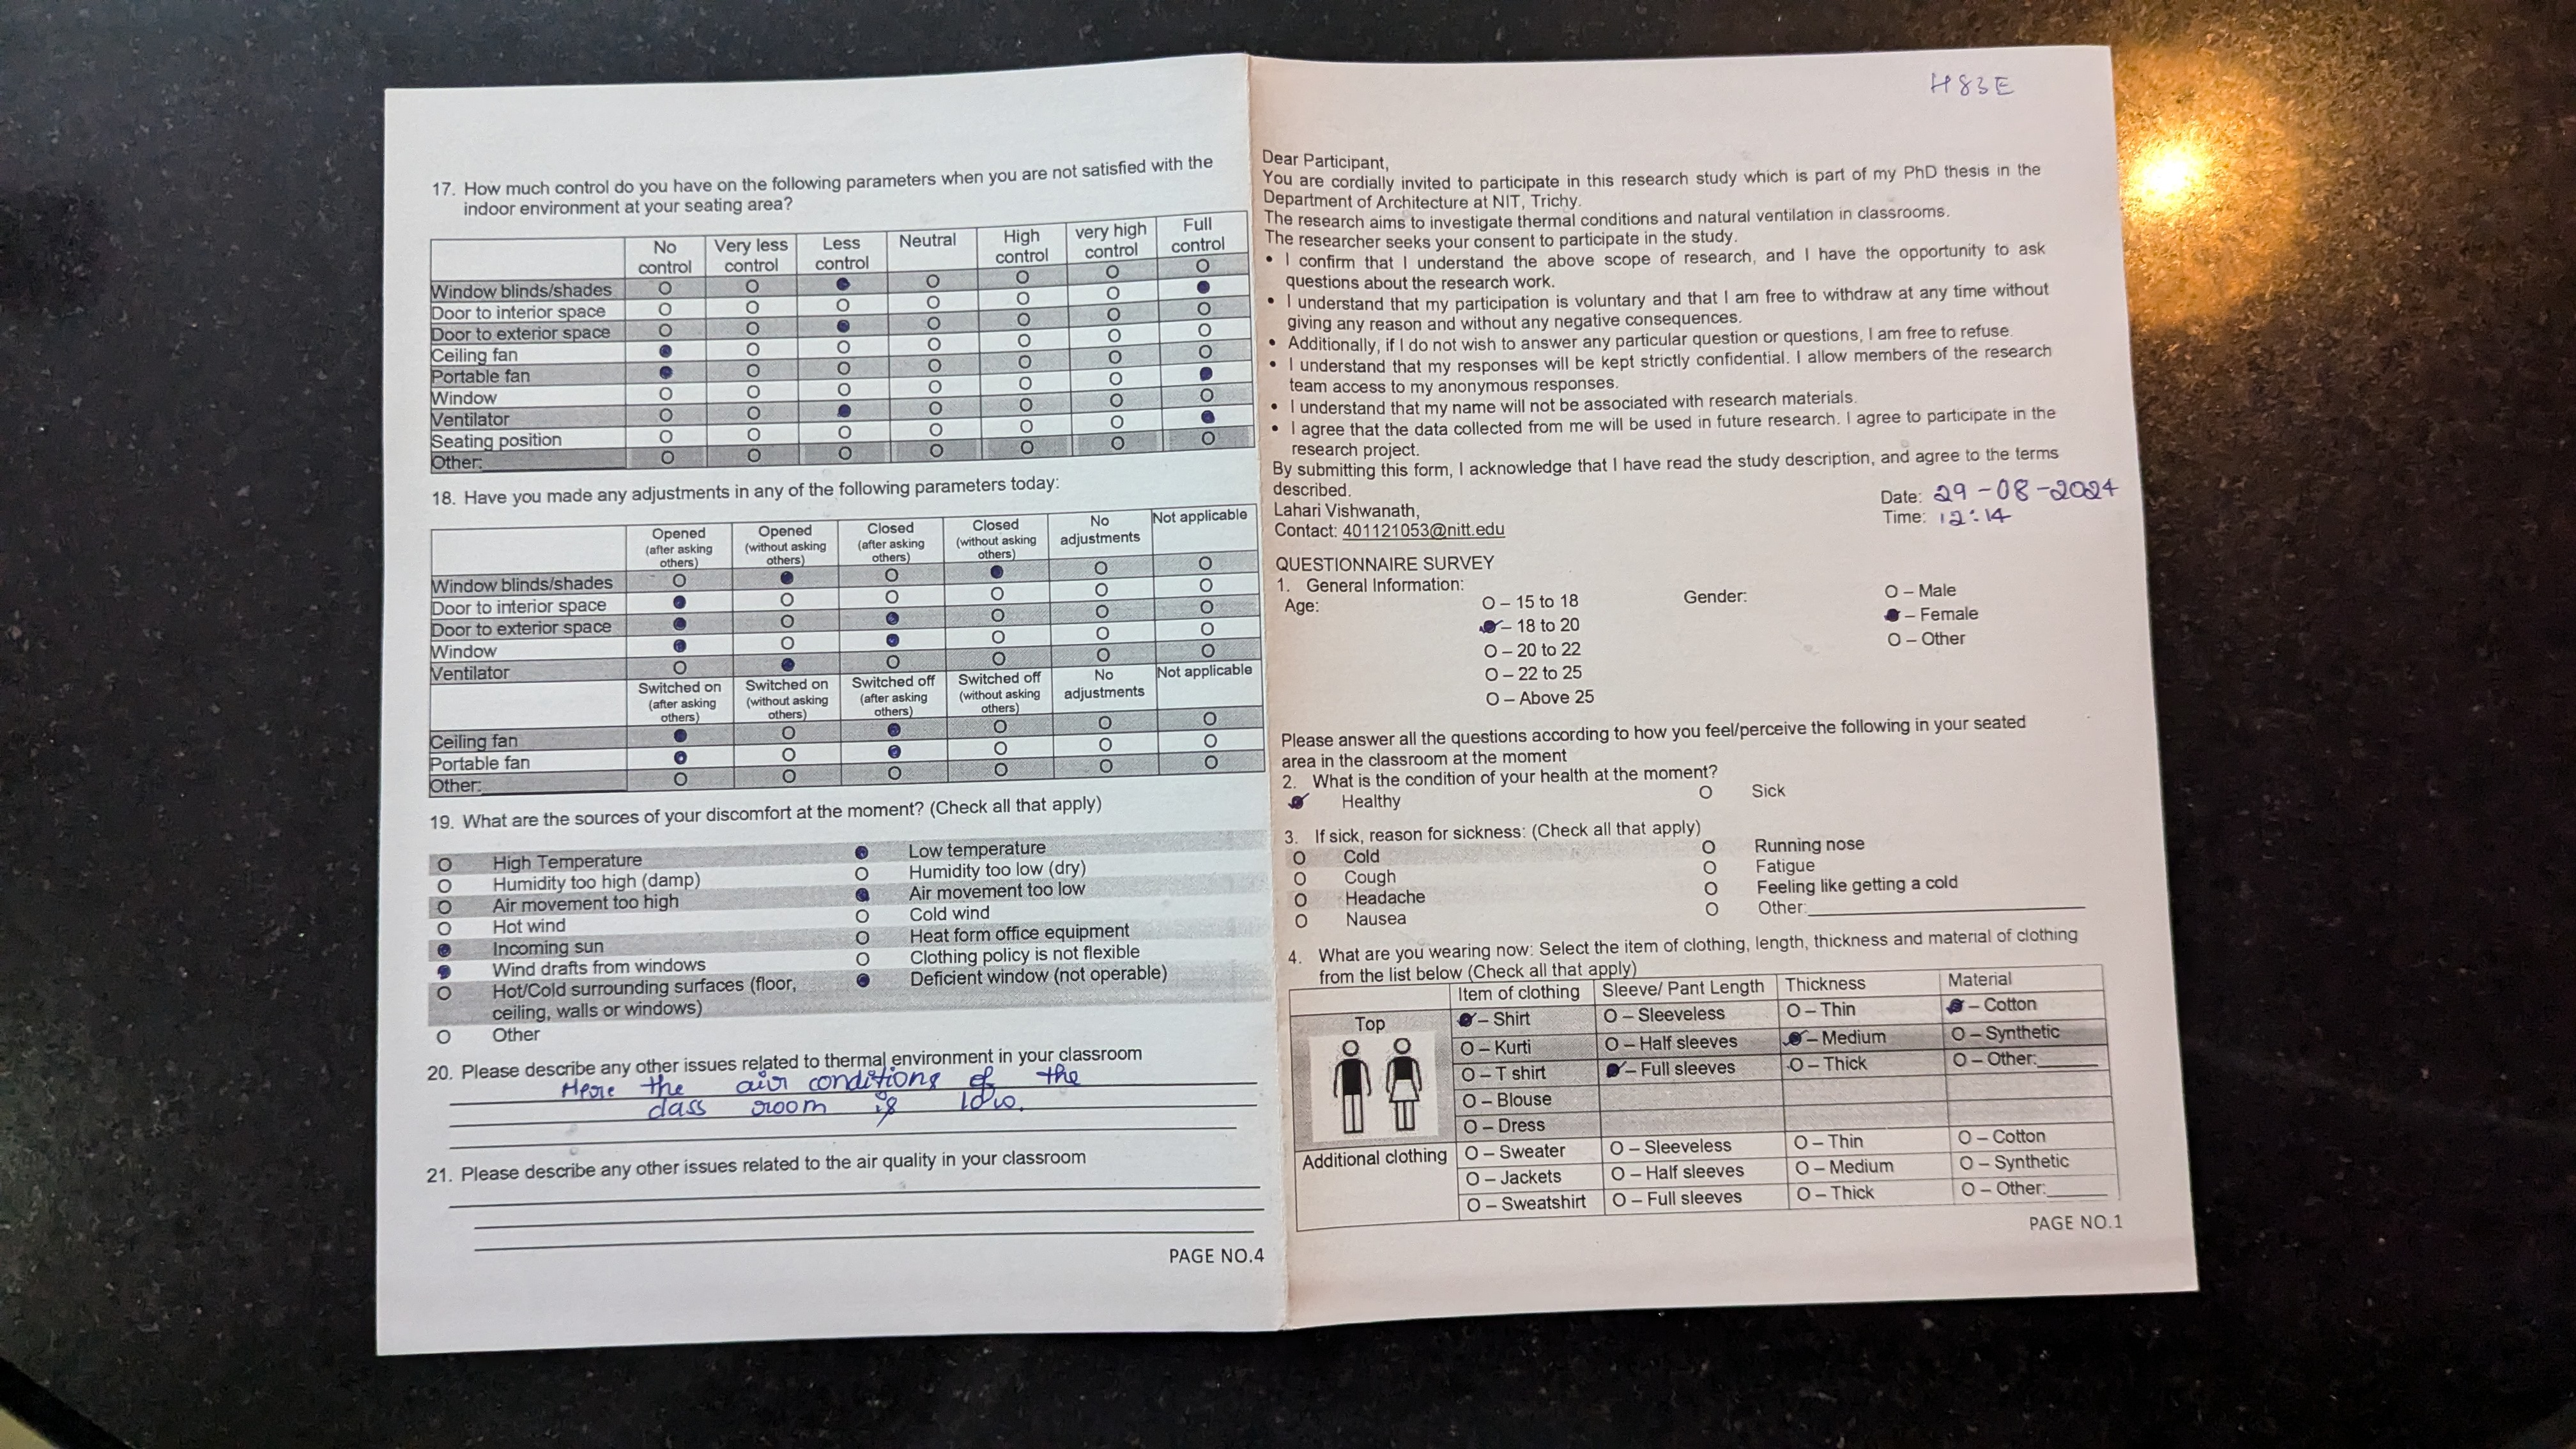 17. How much control do you have on the following parameters when you are not satisfied with the
indoor environment at your seating area?
No control Very less control Less control Neutral High control very high control Full control
Window blinds/shades O O ● O O O O
Door to interior space O O O O O O ●
Door to exterior space O O ● O O O O
Ceiling fan ● O O O O O O
Portable fan ● O O O O O O
Window O O O O O O ●
Ventilator O O ● O O O O
Seating position O O O O O O ●
Other: O O O O O O O
18. Have you made any adjustments in any of the following parameters today:
Opened (after asking others) Opened (without asking others) Closed (after asking others) Closed (without asking others) No adjustments Not applicable
Window blinds/shades O ● O ● O O
Door to interior space ● O O O O O
Door to exterior space ● O ● O O O
Window ● O ● O O O
Ventilator O ● O O O O
Switched on (after asking others) Switched on (without asking others) Switched off (after asking others) Switched off (without asking others) No adjustments Not applicable
Ceiling fan ● O ● O O O
Portable fan ● O ● O O O
Other: O O O O O O
19. What are the sources of your discomfort at the moment? (Check all that apply)
O High Temperature ● Low temperature
O Humidity too high (damp) O Humidity too low (dry)
O Air movement too high ● Air movement too low
O Hot wind O Cold wind
● Incoming sun O Heat form office equipment
● Wind drafts from windows O Clothing policy is not flexible
O Hot/Cold surrounding surfaces (floor, ● Deficient window (not operable)
ceiling, walls or windows)
O Other
20. Please describe any other issues related to thermal environment in your classroom
Here the air conditions of the
class room is low.
21. Please describe any other issues related to the air quality in your classroom
PAGE NO.4
H83E
Dear Participant,
You are cordially invited to participate in this research study which is part of my PhD thesis in the
Department of Architecture at NIT, Trichy.
The research aims to investigate thermal conditions and natural ventilation in classrooms.
The researcher seeks your consent to participate in the study.
• I confirm that I understand the above scope of research, and I have the opportunity to ask
questions about the research work.
• I understand that my participation is voluntary and that I am free to withdraw at any time without
giving any reason and without any negative consequences.
• Additionally, if I do not wish to answer any particular question or questions, I am free to refuse.
• I understand that my responses will be kept strictly confidential. I allow members of the research
team access to my anonymous responses.
• I understand that my name will not be associated with research materials.
• I agree that the data collected from me will be used in future research. I agree to participate in the
research project.
By submitting this form, I acknowledge that I have read the study description, and agree to the terms
described.
Lahari Vishwanath,
Contact: 401121053@nitt.edu
Date: 29-08-2024
Time: 12:14
QUESTIONNAIRE SURVEY
1. General Information:
Age: O – 15 to 18 Gender: O – Male
● – 18 to 20 ● – Female
O – 20 to 22 O – Other
O – 22 to 25
O – Above 25
Please answer all the questions according to how you feel/perceive the following in your seated
area in the classroom at the moment
2. What is the condition of your health at the moment?
● Healthy O Sick
3. If sick, reason for sickness: (Check all that apply)
O Cold O Running nose
O Cough O Fatigue
O Headache O Feeling like getting a cold
O Nausea O Other:
4. What are you wearing now: Select the item of clothing, length, thickness and material of clothing
from the list below (Check all that apply)
Item of clothing Sleeve/ Pant Length Thickness Material
Top ● – Shirt O – Sleeveless O – Thin ● – Cotton
O – Kurti O – Half sleeves ● – Medium O – Synthetic
O – T shirt ● – Full sleeves O – Thick O – Other:
O – Blouse
O – Dress
Additional clothing O – Sweater O – Sleeveless O – Thin O – Cotton
O – Jackets O – Half sleeves O – Medium O – Synthetic
O – Sweatshirt O – Full sleeves O – Thick O – Other:
PAGE NO.1